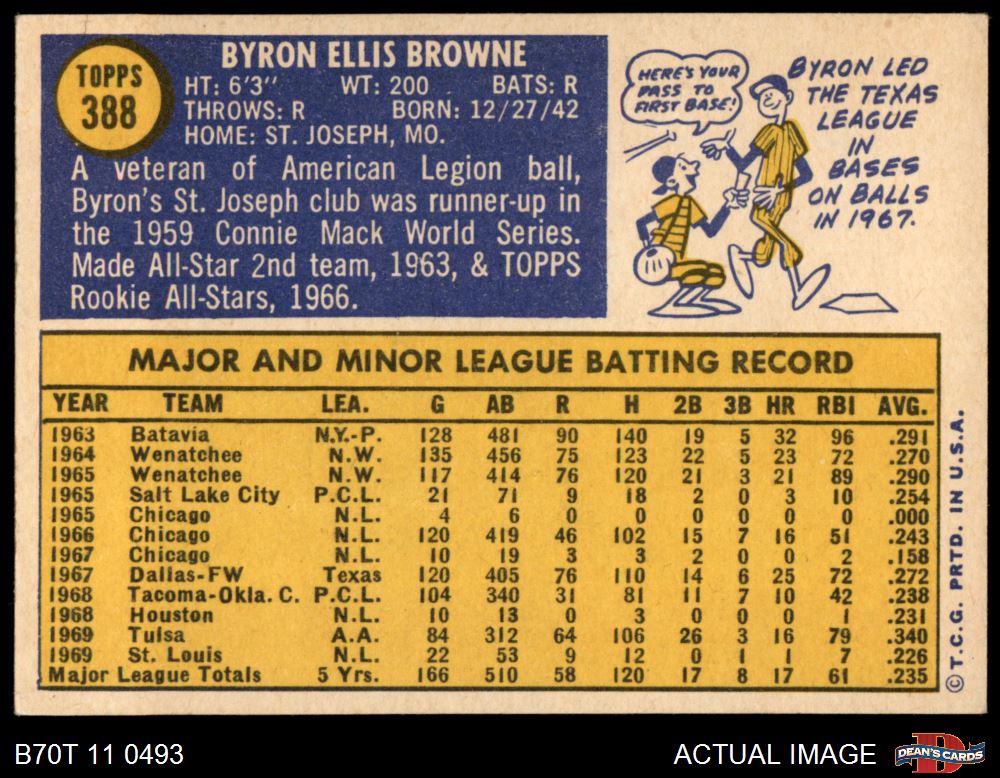 TOPPS
388
BYRON ELLIS BROWNE
HT: 6'3" WT: 200 BATS: R
THROWS: R BORN: 12/27/42
HOME: ST. JOSEPH, MO.
A veteran of American Legion ball,
Byron's St. Joseph club was runner-up in
the 1959 Connie Mack World Series.
Made All-Star 2nd team, 1963, & TOPPS
Rookie All-Stars, 1966.
HERE'S YOUR
PASS TO
FIRST BASE!
BYRON LED
THE TEXAS
LEAGUE
IN
BASES
ON BALLS
IN 1967.
MAJOR AND MINOR LEAGUE BATTING RECORD
YEAR TEAM LEA. G AB R H 2B 3B HR RBI AVG.
1963 Batavia N.Y.-P. 128 481 90 140 19 5 32 96 .291
1964 Wenatchee N.W. 135 456 75 123 22 5 23 72 .270
1965 Wenatchee N.W. 117 414 76 120 21 3 21 89 .290
1965 Salt Lake City P.C.L. 21 71 9 18 2 0 3 10 .254
1965 Chicago N.L. 4 6 0 0 0 0 0 0 .000
1966 Chicago N.L. 120 419 46 102 15 7 16 51 .243
1967 Chicago N.L. 10 19 3 3 2 0 0 2 .158
1967 Dallas-FW Texas 120 405 76 110 14 6 25 72 .272
1968 Tacoma-Okla. C. P.C.L. 104 340 31 81 11 7 10 42 .238
1968 Houston N.L. 10 13 0 3 0 0 0 1 .231
1969 Tulsa A.A. 84 312 64 106 26 3 16 79 .340
1969 St. Louis N.L. 22 53 9 12 0 1 1 7 .226
Major League Totals 5 Yrs. 166 510 58 120 17 8 17 61 .235
© T.C.G. PRTD. IN U.S.A.
B70T 11 0493
ACTUAL IMAGE
D
DEAN'S CARDS